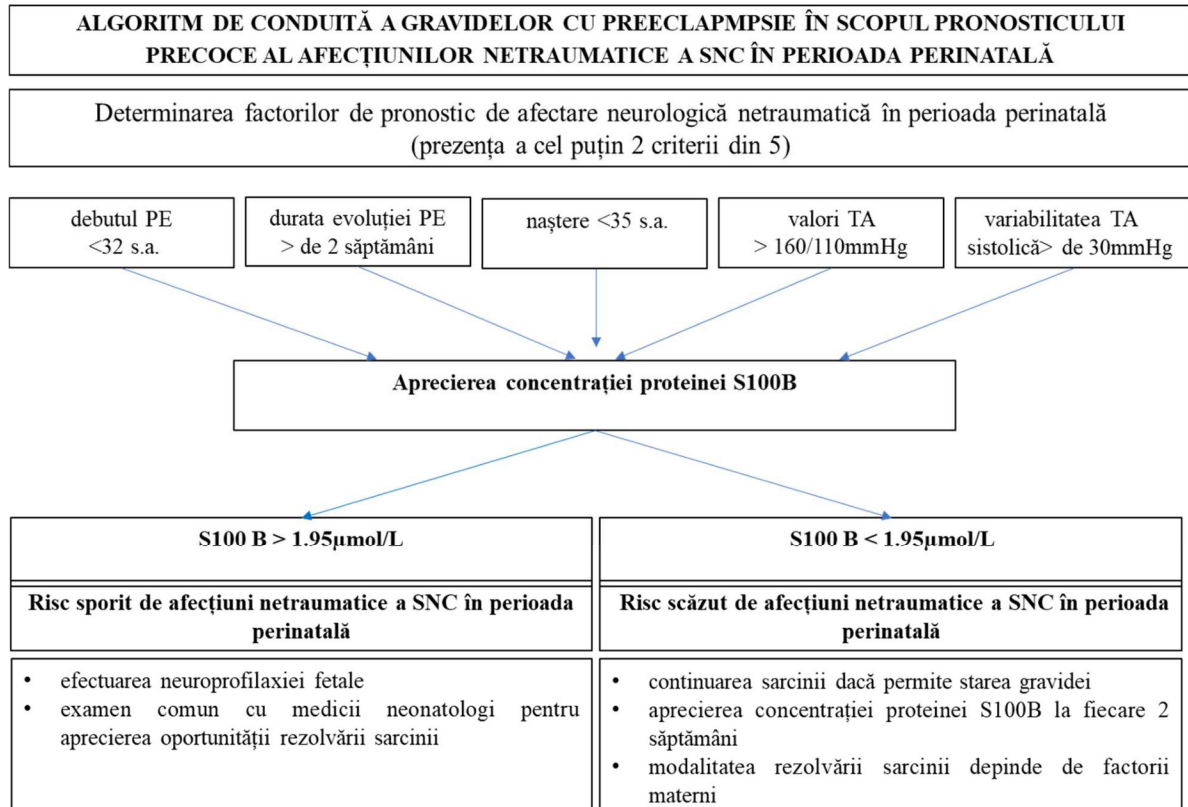 ALGORITM DE CONDUITĂ A GRAVIDELOR CU PREECLAPMPSIE ÎN SCOPUL PRONOSTICULUI
PRECOCE AL AFECȚIUNILOR NETRAUMATICE A SNC ÎN PERIOADA PERINATALĂ
Determinarea factorilor de pronostic de afectare neurologică netraumatică în perioada perinatală
(prezența a cel puțin 2 criterii din 5)
debutul PE
<32 s.a.
durata evoluției PE
> de 2 săptămâni
naștere <35 s.a.
valori TA
> 160/110mmHg
variabilitatea TA
sistolică> de 30mmHg
Aprecierea concentrației proteinei S100B
S100 B > 1.95µmol/L
Risc sporit de afecțiuni netraumatice a SNC în perioada
perinatală
• efectuarea neuroprofilaxiei fetale
• examen comun cu medicii neonatologi pentru
aprecierea oportunității rezolvării sarcinii
S100 B < 1.95µmol/L
Risc scăzut de afecțiuni netraumatice a SNC în perioada
perinatală
• continuarea sarcinii dacă permite starea gravidei
• aprecierea concentrației proteinei S100B la fiecare 2
săptămâni
• modalitatea rezolvării sarcinii depinde de factorii
materni